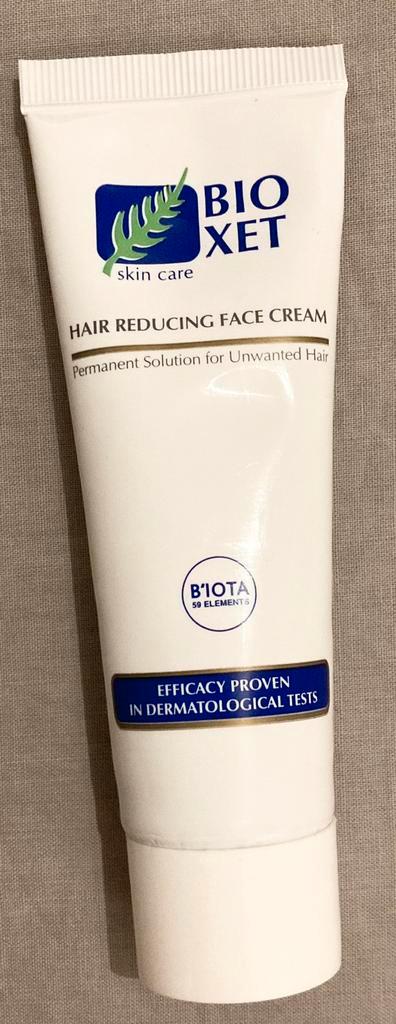 BIO
XET
skin care
HAIR REDUCING FACE CREAM
Permanent Solution for Unwanted Hair
B'IOTA
59 ELEMENTS
EFFICACY PROVEN
IN DERMATOLOGICAL TESTS